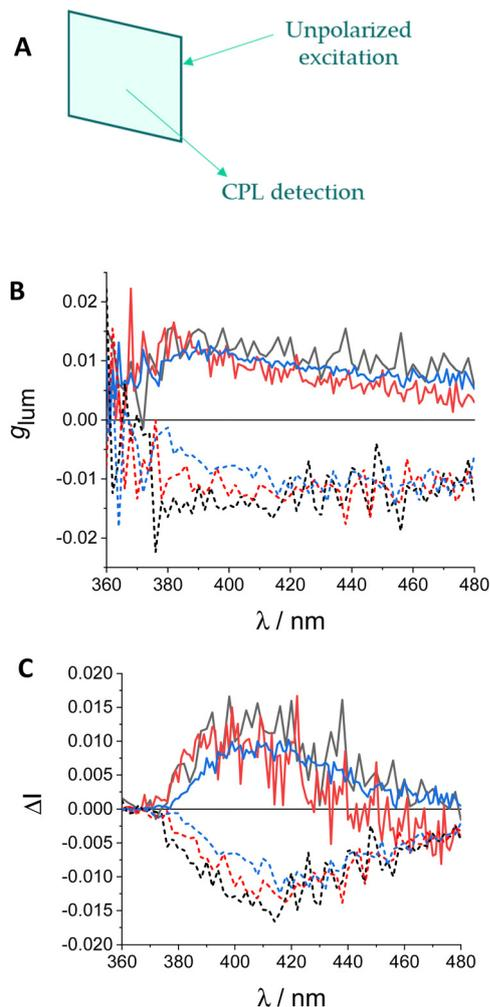 A
Unpolarized
excitation
CPL detection
B
0.02
0.01
0.00
-0.01
-0.02
glum
360 380 400 420 440 460 480
λ / nm
C
0.020
0.015
0.010
0.005
0.000
-0.005
-0.010
-0.015
-0.020
ΔI
360 380 400 420 440 460 480
λ / nm